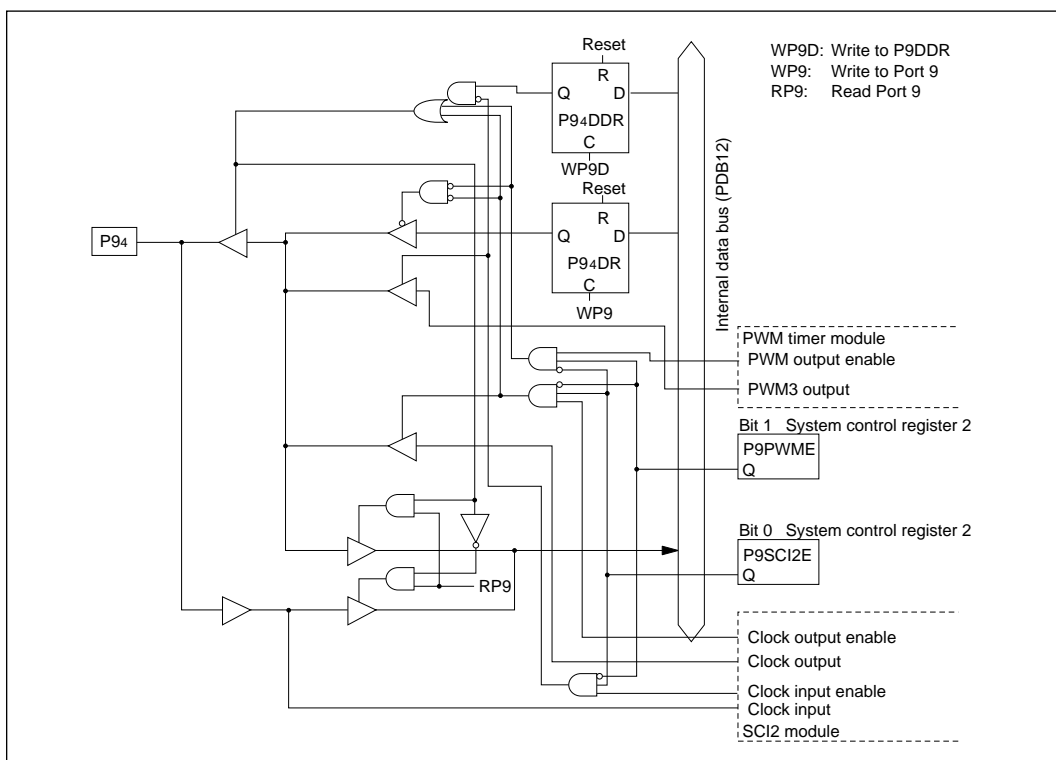 Reset
WP9D: Write to P9DDR
WP9: Write to Port 9
RP9: Read Port 9
R
Q
D
P94DDR
C
WP9D
Reset
R
Q
D
P94DR
C
WP9
P94
Internal data bus (PDB12)
PWM timer module
PWM output enable
PWM3 output
Bit 1 System control register 2
P9PWME
Q
Bit 0 System control register 2
P9SCI2E
Q
RP9
Clock output enable
Clock output
Clock input enable
Clock input
SCI2 module